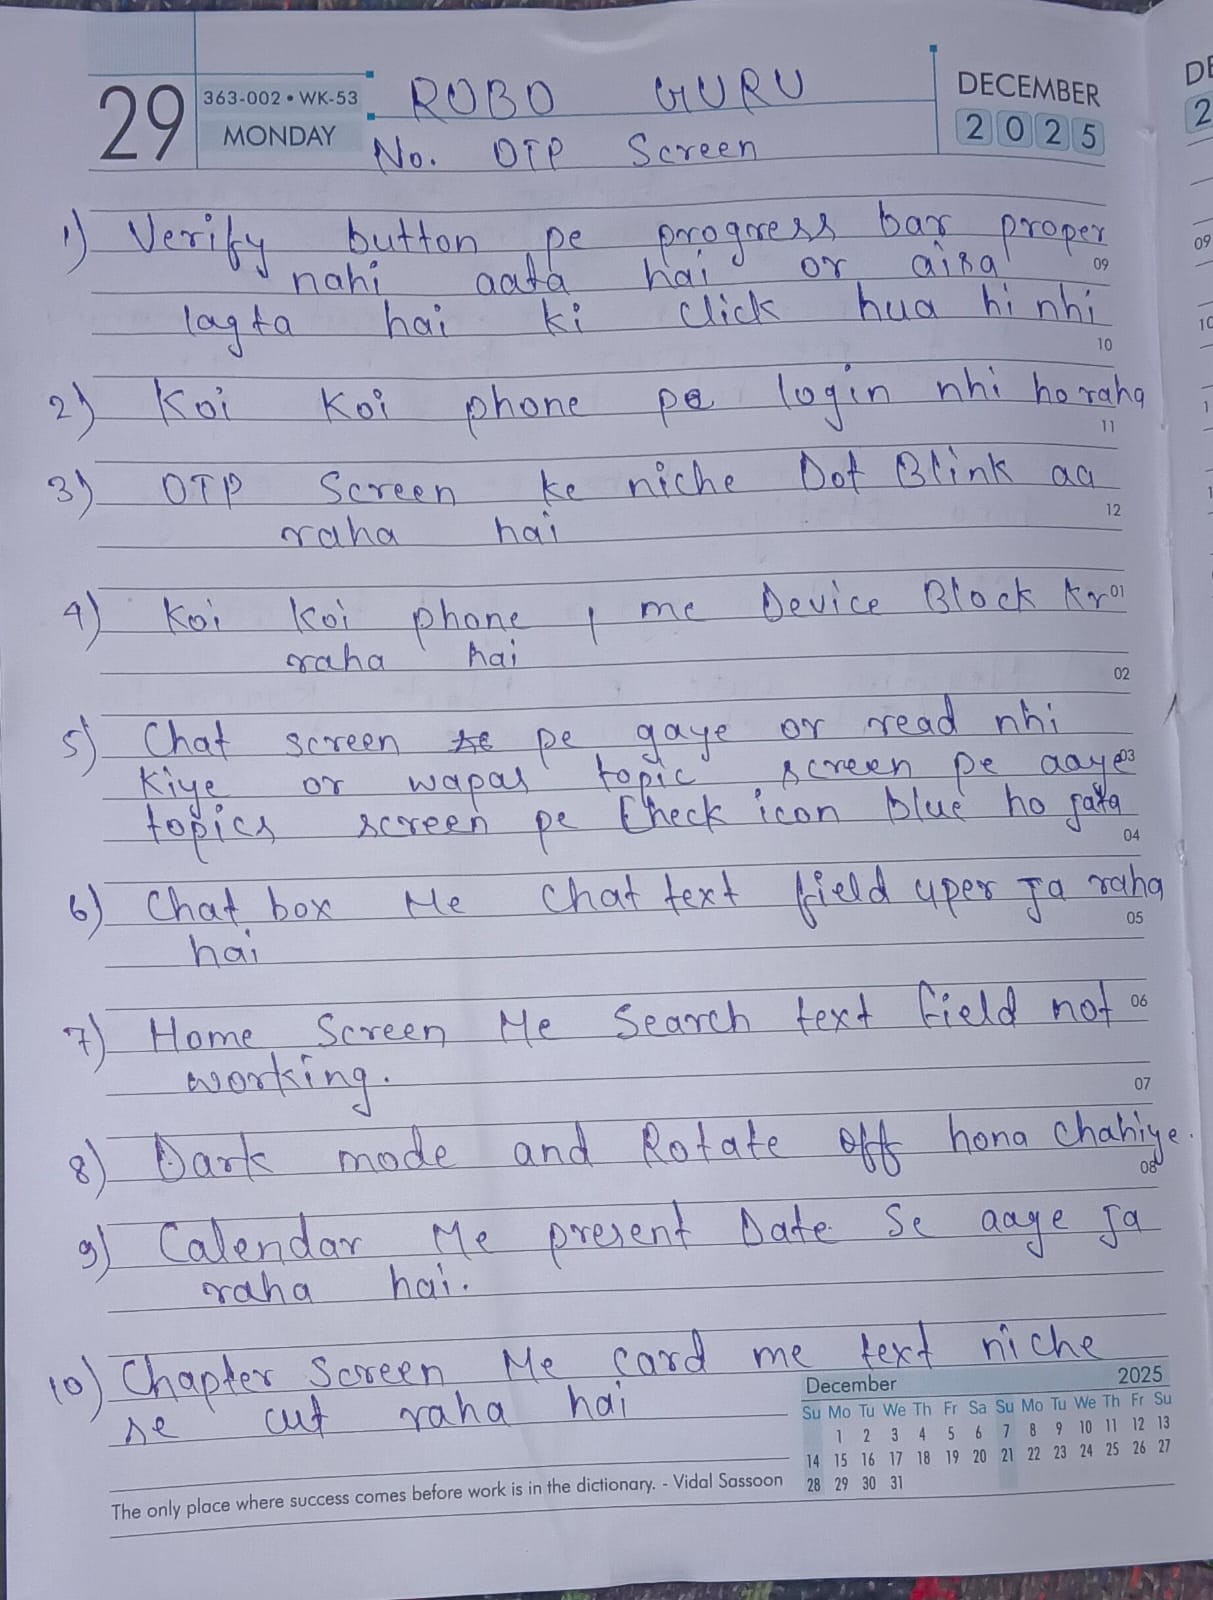 29
363-002 • WK-53
MONDAY
ROBO GURU
DECEMBER
2025
No. OTP Screen
1) Verify button pe progress bar proper
nahi aata hai or aisa
09
lagta hai ki click hua hi nhi
10
2) Koi Koi phone pe login nhi ho raha
11
3) OTP Screen ke niche Dot Blink aa
12
raha hai
4) Koi Koi phone me Device Block kr
01
raha hai
02
5) Chat screen pe gaye or read nhi
kiye or wapas topic screen pe aaye
03
topics screen pe Check icon blue ho jata
04
6) Chat box Me Chat text field uper ja raha
05
hai
7) Home Screen Me Search text Field not
06
working.
07
8) Dark mode and Rotate off hona chahiye.
08
9) Calendar Me present Date Se aage Ja
raha hai.
10) Chapter Screen Me card me text niche
se cut raha hai
December 2025
Su Mo Tu We Th Fr Sa Su Mo Tu We Th Fr Su
1 2 3 4 5 6 7 8 9 10 11 12 13
14 15 16 17 18 19 20 21 22 23 24 25 26 27
28 29 30 31
The only place where success comes before work is in the dictionary. - Vidal Sassoon
DE
2
09
10
1